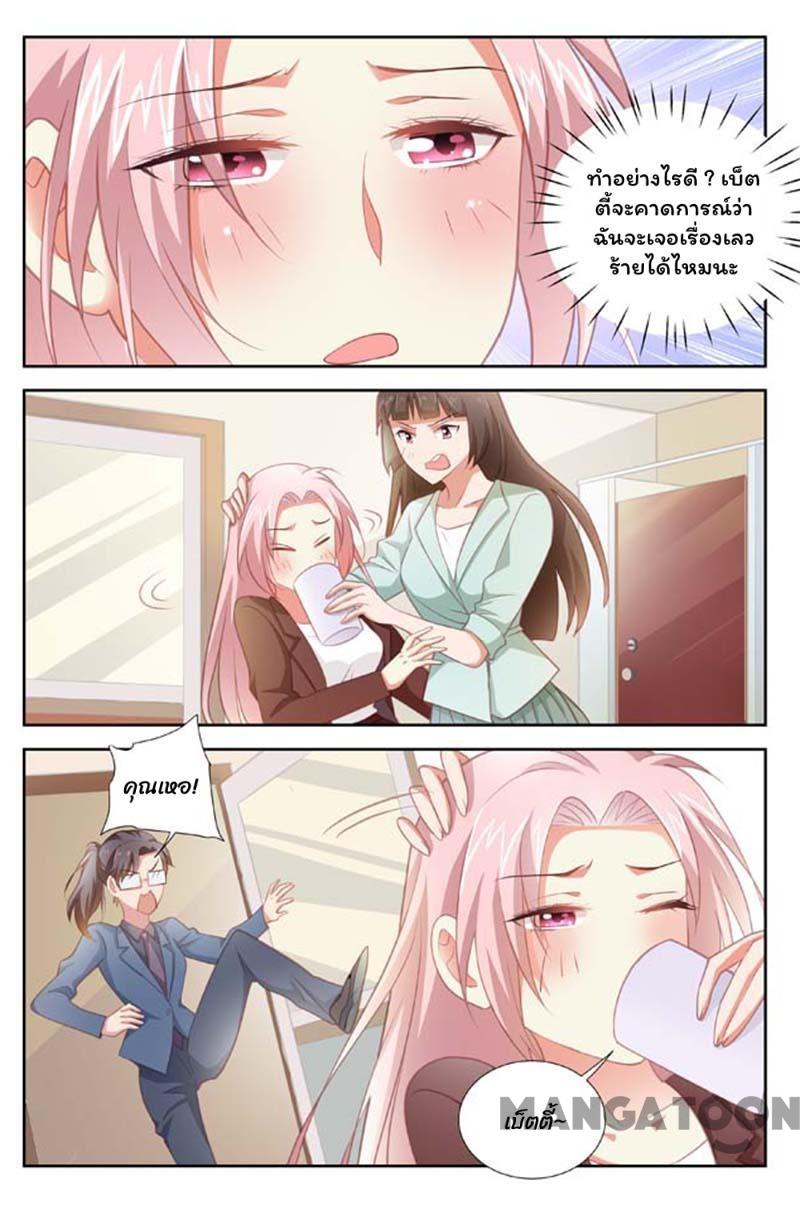 ทำอย่างไรดี ? เบ็ต
ตี้จะคาดการณ์ว่า
ฉันจะเจอเรื่องเลว
ร้ายได้ไหมนะ
คุณเหอ!
เบ็ตตี้~
MANGATOON